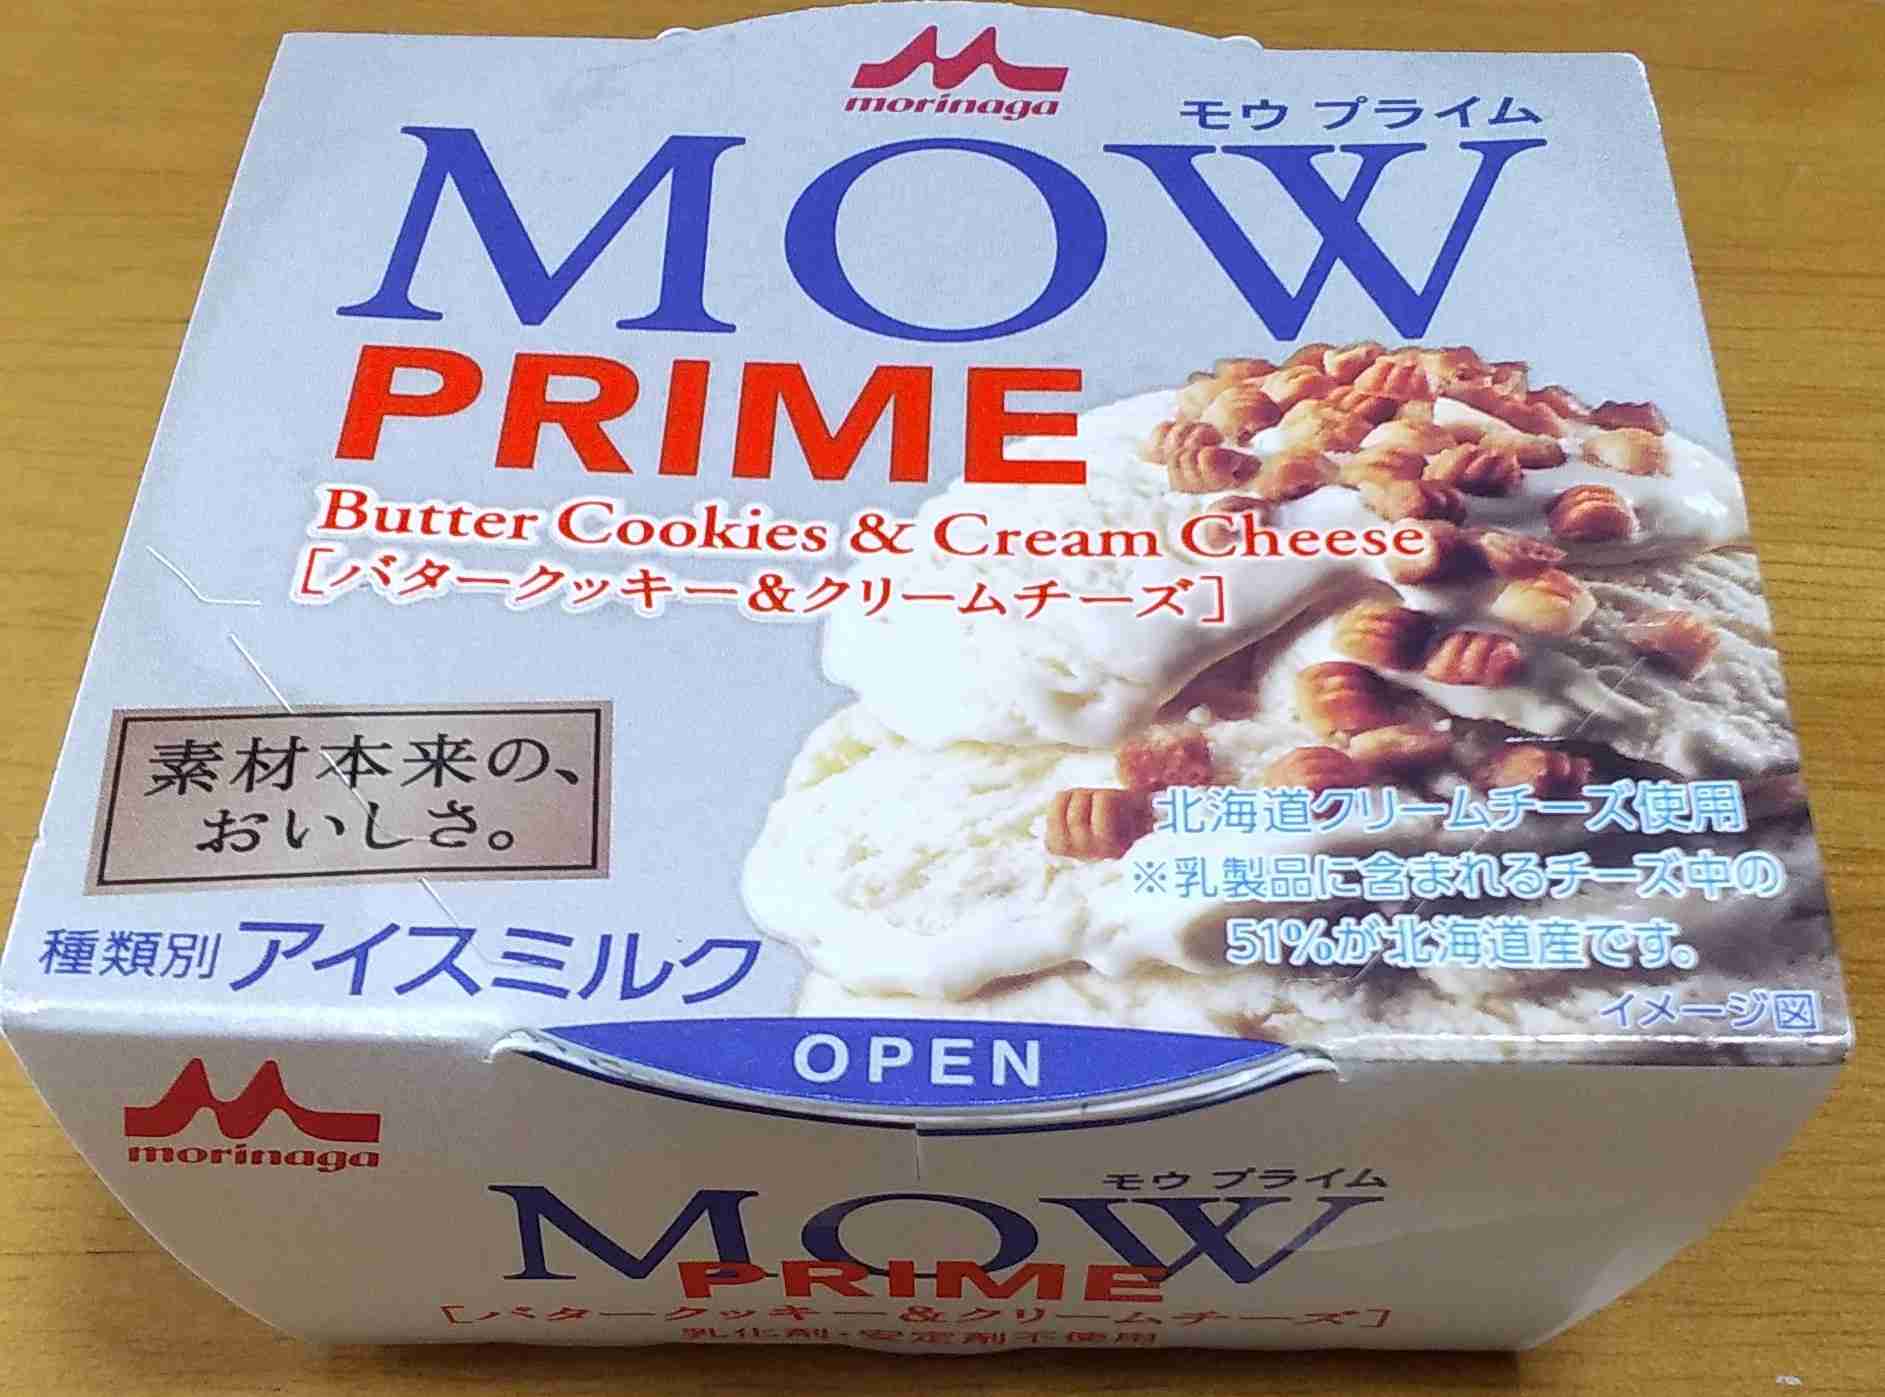 morinaga
モウ プライム
MOW
PRIME
Butter Cookies & Cream Cheese
[バタークッキー&クリームチーズ]
素材本来の、
おいしさ。
種類別 アイスミルク
北海道クリームチーズ使用
※乳製品に含まれるチーズ中の
51%が北海道産です。
イメージ図
OPEN
morinaga
モウ プライム
MOW
PRIME
[バタークッキー&クリームチーズ]
乳化剤・安定剤不使用